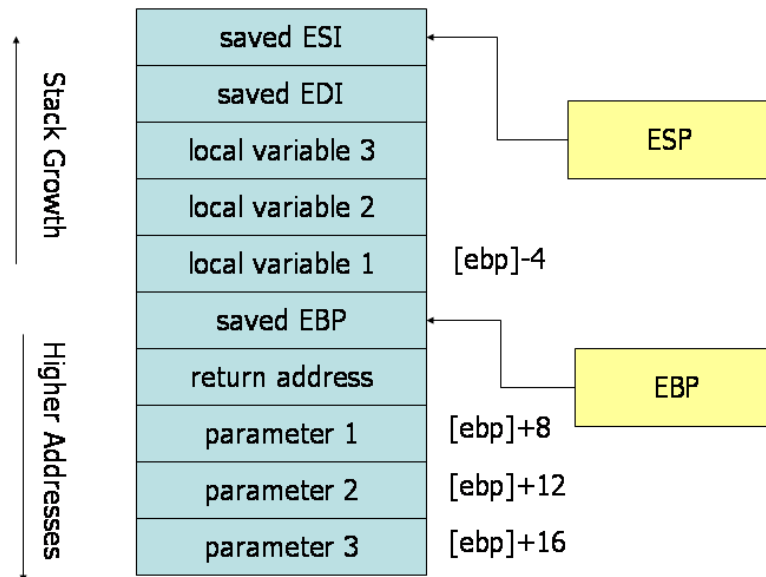 saved ESI
saved EDI
ESP
local variable 3
local variable 2
local variable 1
[ebp]-4
saved EBP
return address
EBP
parameter 1
[ebp]+8
parameter 2
[ebp]+12
parameter 3
[ebp]+16
Stack Growth
Higher Addresses